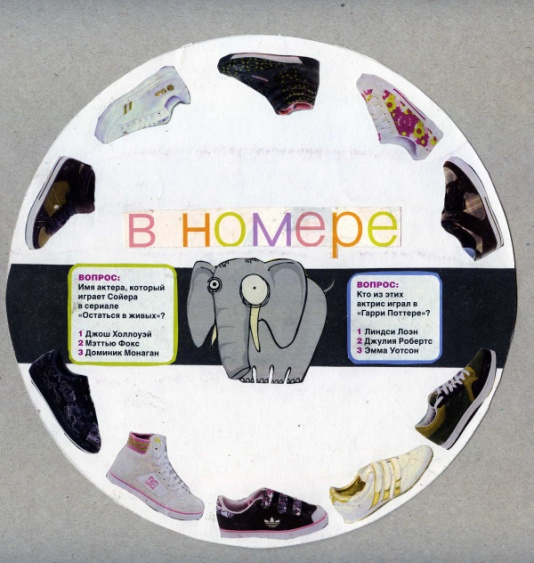 в номере
ВОПРОС:
Имя актера, который
играет Сойера
в сериале
«Остаться в живых»?
1 Джош Холлоуэй
2 Мэттью Фокс
3 Доминик Монаган
ВОПРОС:
Кто из этих
актрис играл в
«Гарри Поттере»?
1 Линдси Лоэн
2 Джулия Робертс
3 Эмма Уотсон